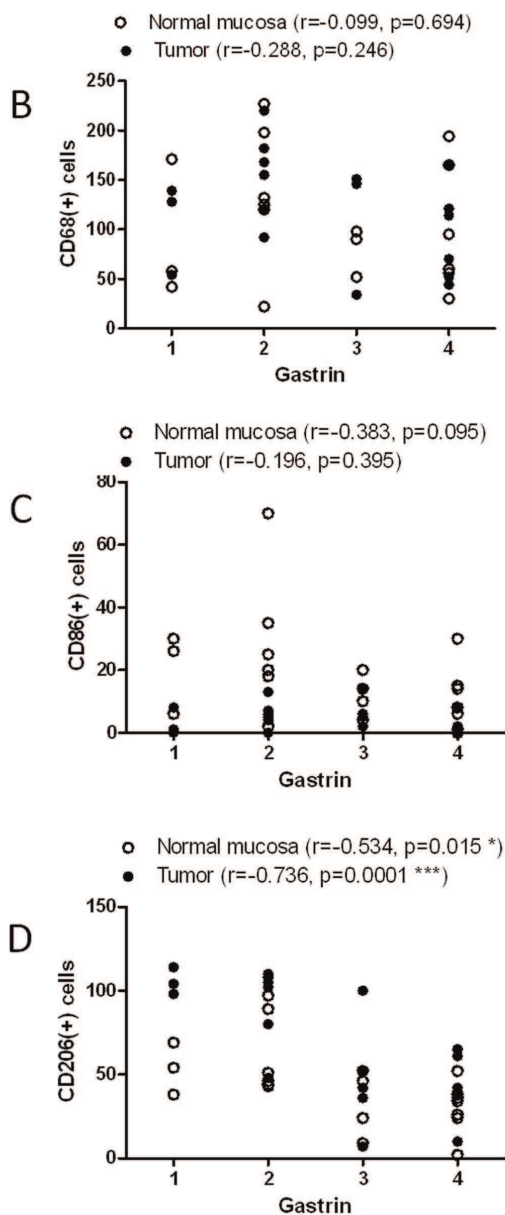 Normal mucosa (r=-0.099, p=0.694)
Tumor (r=-0.288, p=0.246)
B
250
200
150
100
50
0
CD68(+) cells
1 2 3 4
Gastrin
Normal mucosa (r=-0.383, p=0.095)
Tumor (r=-0.196, p=0.395)
C
80
60
40
20
0
CD86(+) cells
1 2 3 4
Gastrin
Normal mucosa (r=-0.534, p=0.015 *)
Tumor (r=-0.736, p=0.0001 ***)
D
150
100
50
0
CD206(+) cells
1 2 3 4
Gastrin